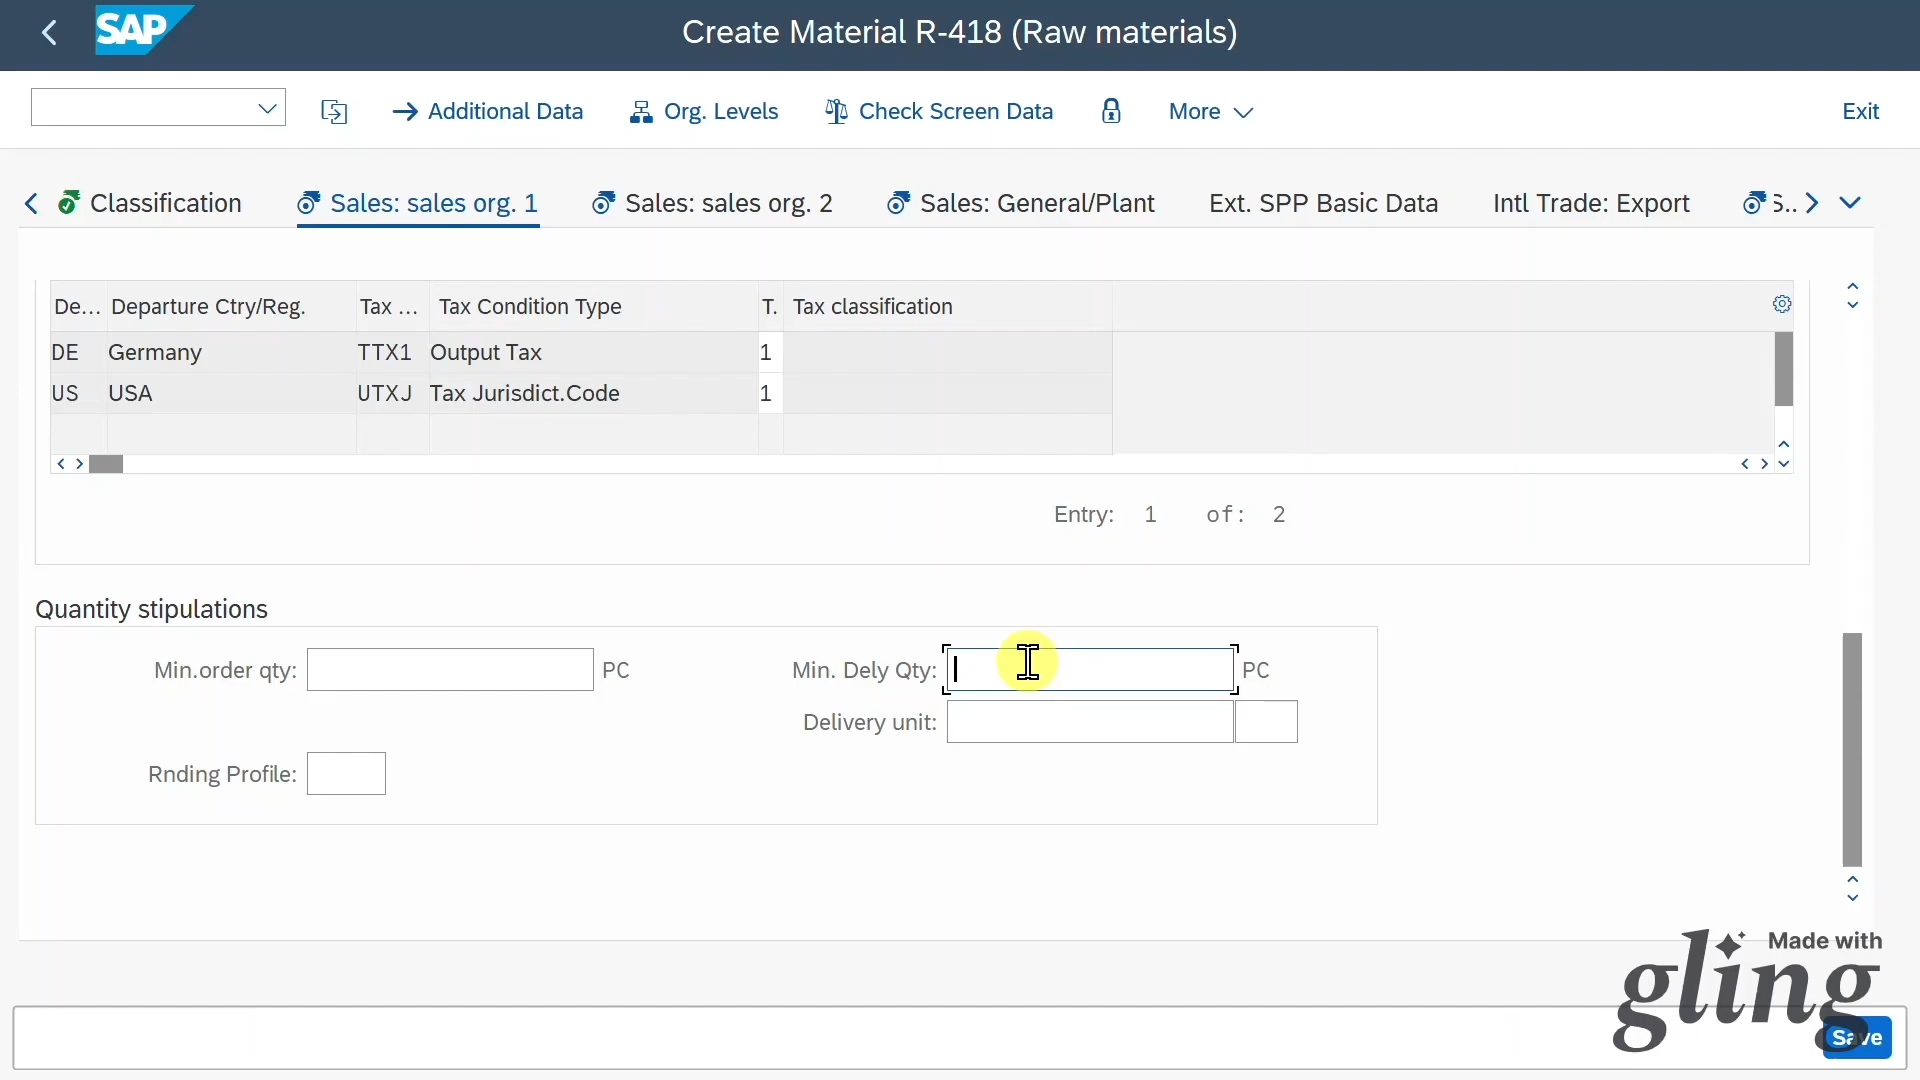 SAP
Create Material R-418 (Raw materials)
Additional Data
Org. Levels
Check Screen Data
More
Exit
Classification
Sales: sales org. 1
Sales: sales org. 2
Sales: General/Plant
Ext. SPP Basic Data
Intl Trade: Export
S..
De... Departure Ctry/Reg. Tax ... Tax Condition Type T. Tax classification
DE Germany TTX1 Output Tax 1
US USA UTXJ Tax Jurisdict.Code 1
Entry: 1 of: 2
Quantity stipulations
Min.order qty: PC Min. Dely Qty: PC
Delivery unit:
Rnding Profile:
Made with
gling
Save